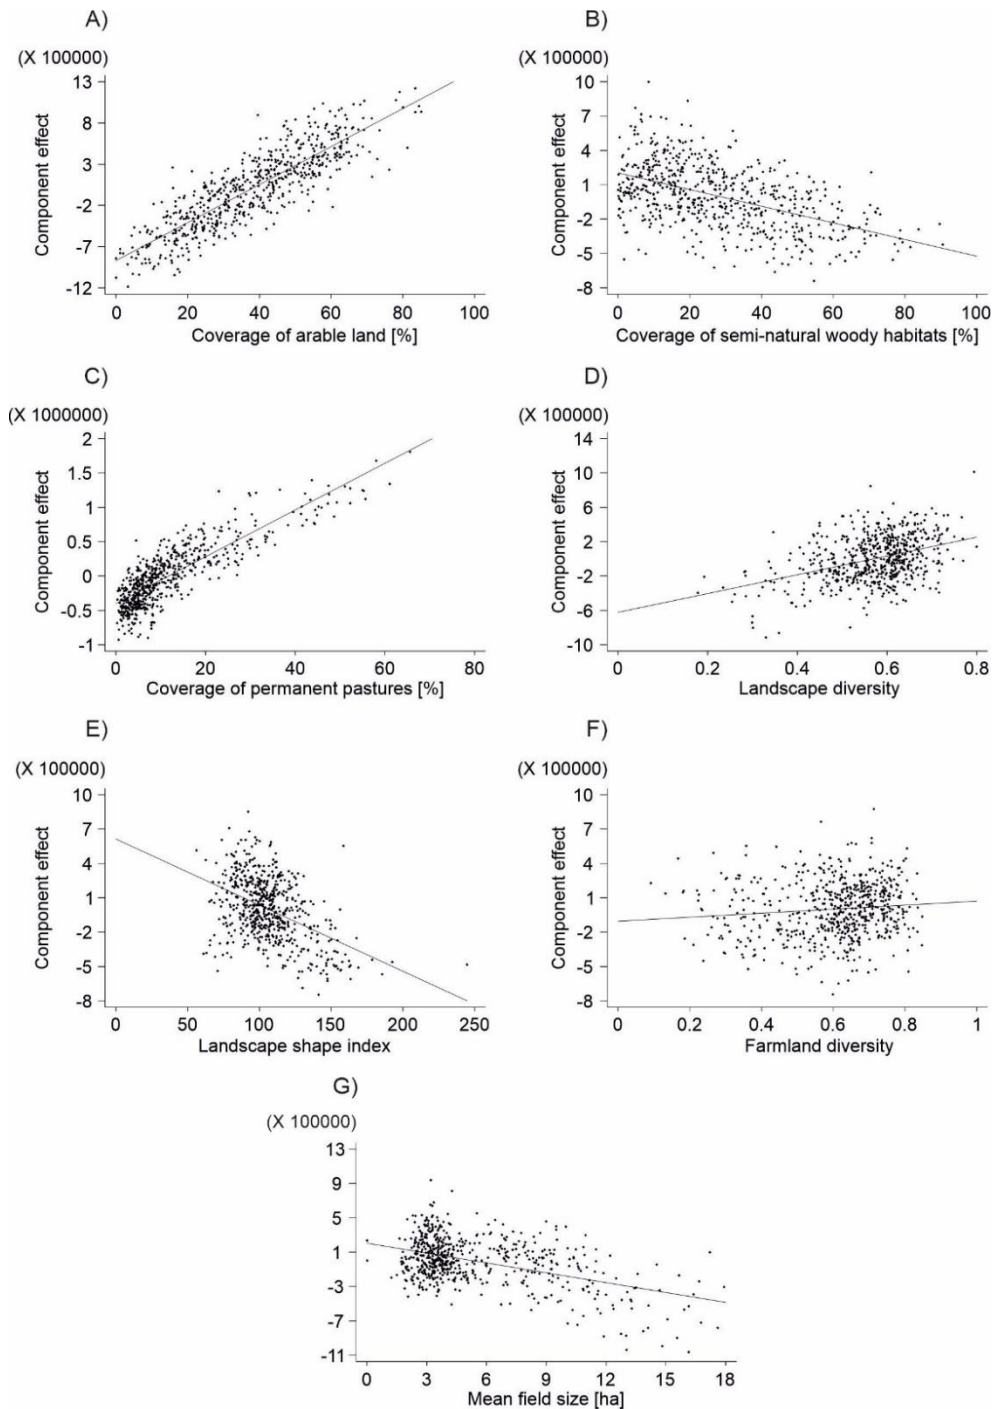 A)
(X 100000)
13
8
3
-2
-7
-12
Component effect
0 20 40 60 80 100
Coverage of arable land [%]
B)
(X 100000)
10
7
4
1
-2
-5
-8
Component effect
0 20 40 60 80 100
Coverage of semi-natural woody habitats [%]
C)
(X 1000000)
2
1.5
1
0.5
0
-0.5
-1
Component effect
0 20 40 60 80
Coverage of permanent pastures [%]
D)
(X 100000)
14
10
6
2
-2
-6
-10
Component effect
0 0.2 0.4 0.6 0.8
Landscape diversity
E)
(X 100000)
10
7
4
1
-2
-5
-8
Component effect
0 50 100 150 200 250
Landscape shape index
F)
(X 100000)
10
7
4
1
-2
-5
-8
Component effect
0 0.2 0.4 0.6 0.8 1
Farmland diversity
G)
(X 100000)
13
9
5
1
-3
-7
-11
Component effect
0 3 6 9 12 15 18
Mean field size [ha]